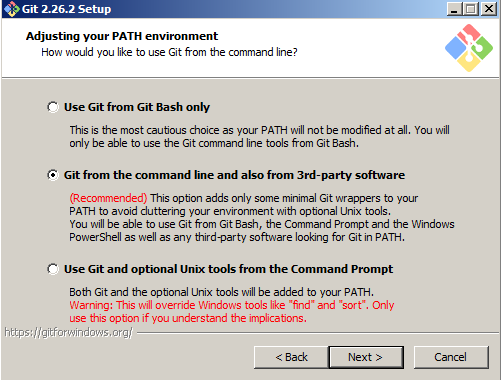 Git 2.26.2 Setup
Adjusting your PATH environment
How would you like to use Git from the command line?
Use Git from Git Bash only
This is the most cautious choice as your PATH will not be modified at all. You will
only be able to use the Git command line tools from Git Bash.
Git from the command line and also from 3rd-party software
(Recommended) This option adds only some minimal Git wrappers to your
PATH to avoid cluttering your environment with optional Unix tools.
You will be able to use Git from Git Bash, the Command Prompt and the Windows
PowerShell as well as any third-party software looking for Git in PATH.
Use Git and optional Unix tools from the Command Prompt
Both Git and the optional Unix tools will be added to your PATH.
Warning: This will override Windows tools like "find" and "sort". Only
use this option if you understand the implications.
https://gitforwindows.org/
< Back
Next >
Cancel